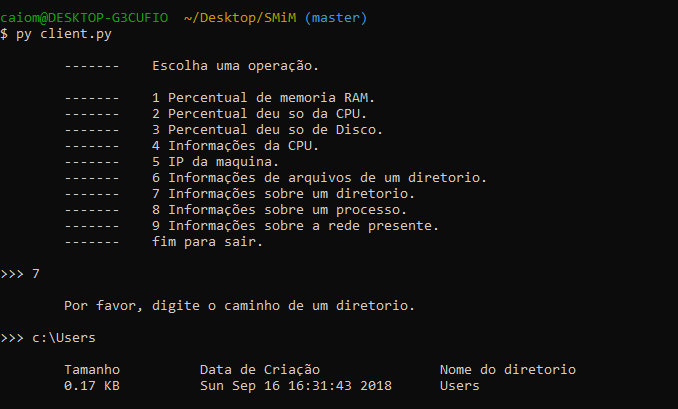 caiom@DESKTOP-G3CUFIO ~/Desktop/SMiM (master)
$ py client.py
------- Escolha uma operação.
------- 1 Percentual de memoria RAM.
------- 2 Percentual deu so da CPU.
------- 3 Percentual deu so de Disco.
------- 4 Informações da CPU.
------- 5 IP da maquina.
------- 6 Informações de arquivos de um diretorio.
------- 7 Informações sobre um diretorio.
------- 8 Informações sobre um processo.
------- 9 Informações sobre a rede presente.
------- fim para sair.
>>> 7
Por favor, digite o caminho de um diretorio.
>>> c:\Users
Tamanho Data de Criação Nome do diretorio
0.17 KB Sun Sep 16 16:31:43 2018 Users